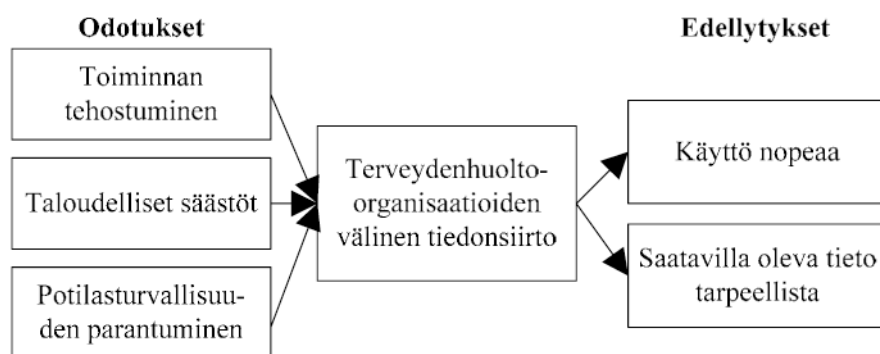 Odotukset
Toiminnan
tehostuminen
Taloudelliset säästöt
Potilasturvallisuu-
den parantuminen
Terveydenhuolto-
organisaatioiden
välinen tiedonsiirto
Edellytykset
Käyttö nopeaa
Saatavilla oleva tieto
tarpeellista